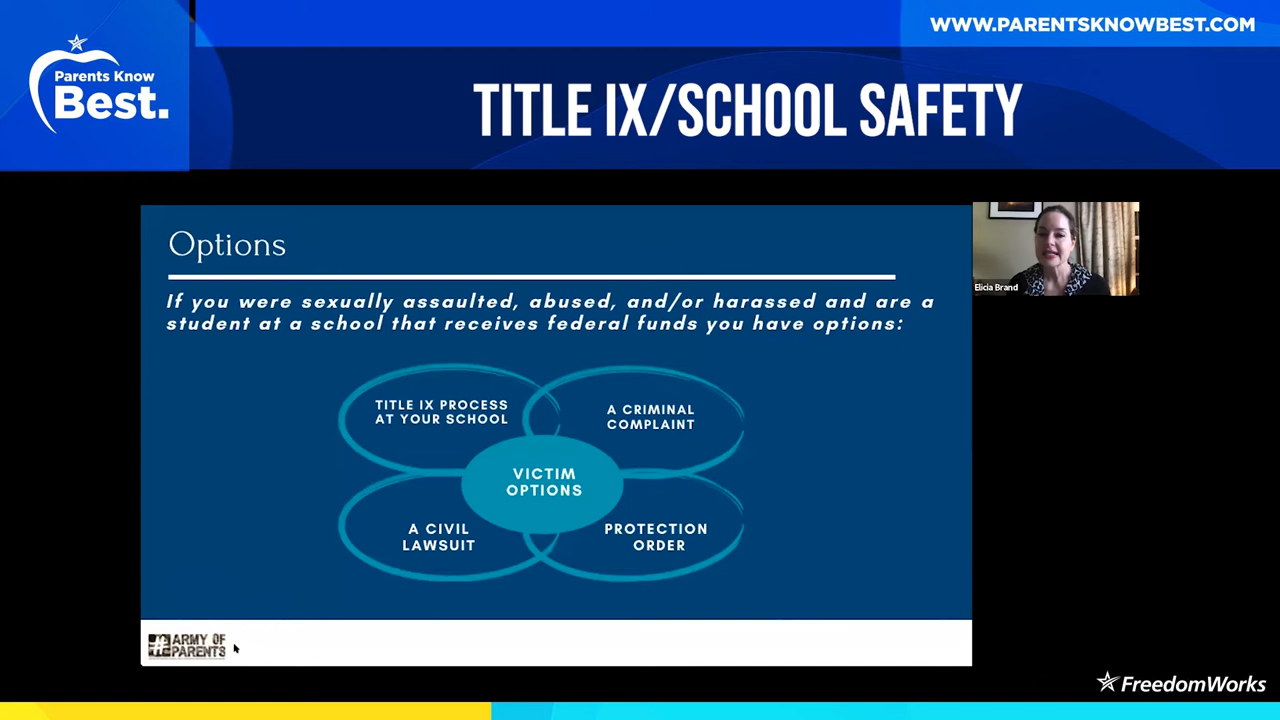 WWW.PARENTSKNOWBEST.COM
Parents Know
Best.
TITLE IX/SCHOOL SAFETY
Options
If you were sexually assaulted, abused, and/or harassed and are a
student at a school that receives federal funds you have options:
TITLE IX PROCESS
AT YOUR SCHOOL
A CRIMINAL
COMPLAINT
VICTIM
OPTIONS
A CIVIL
LAWSUIT
PROTECTION
ORDER
Elicia Brand
# ARMY OF
PARENTS
FreedomWorks